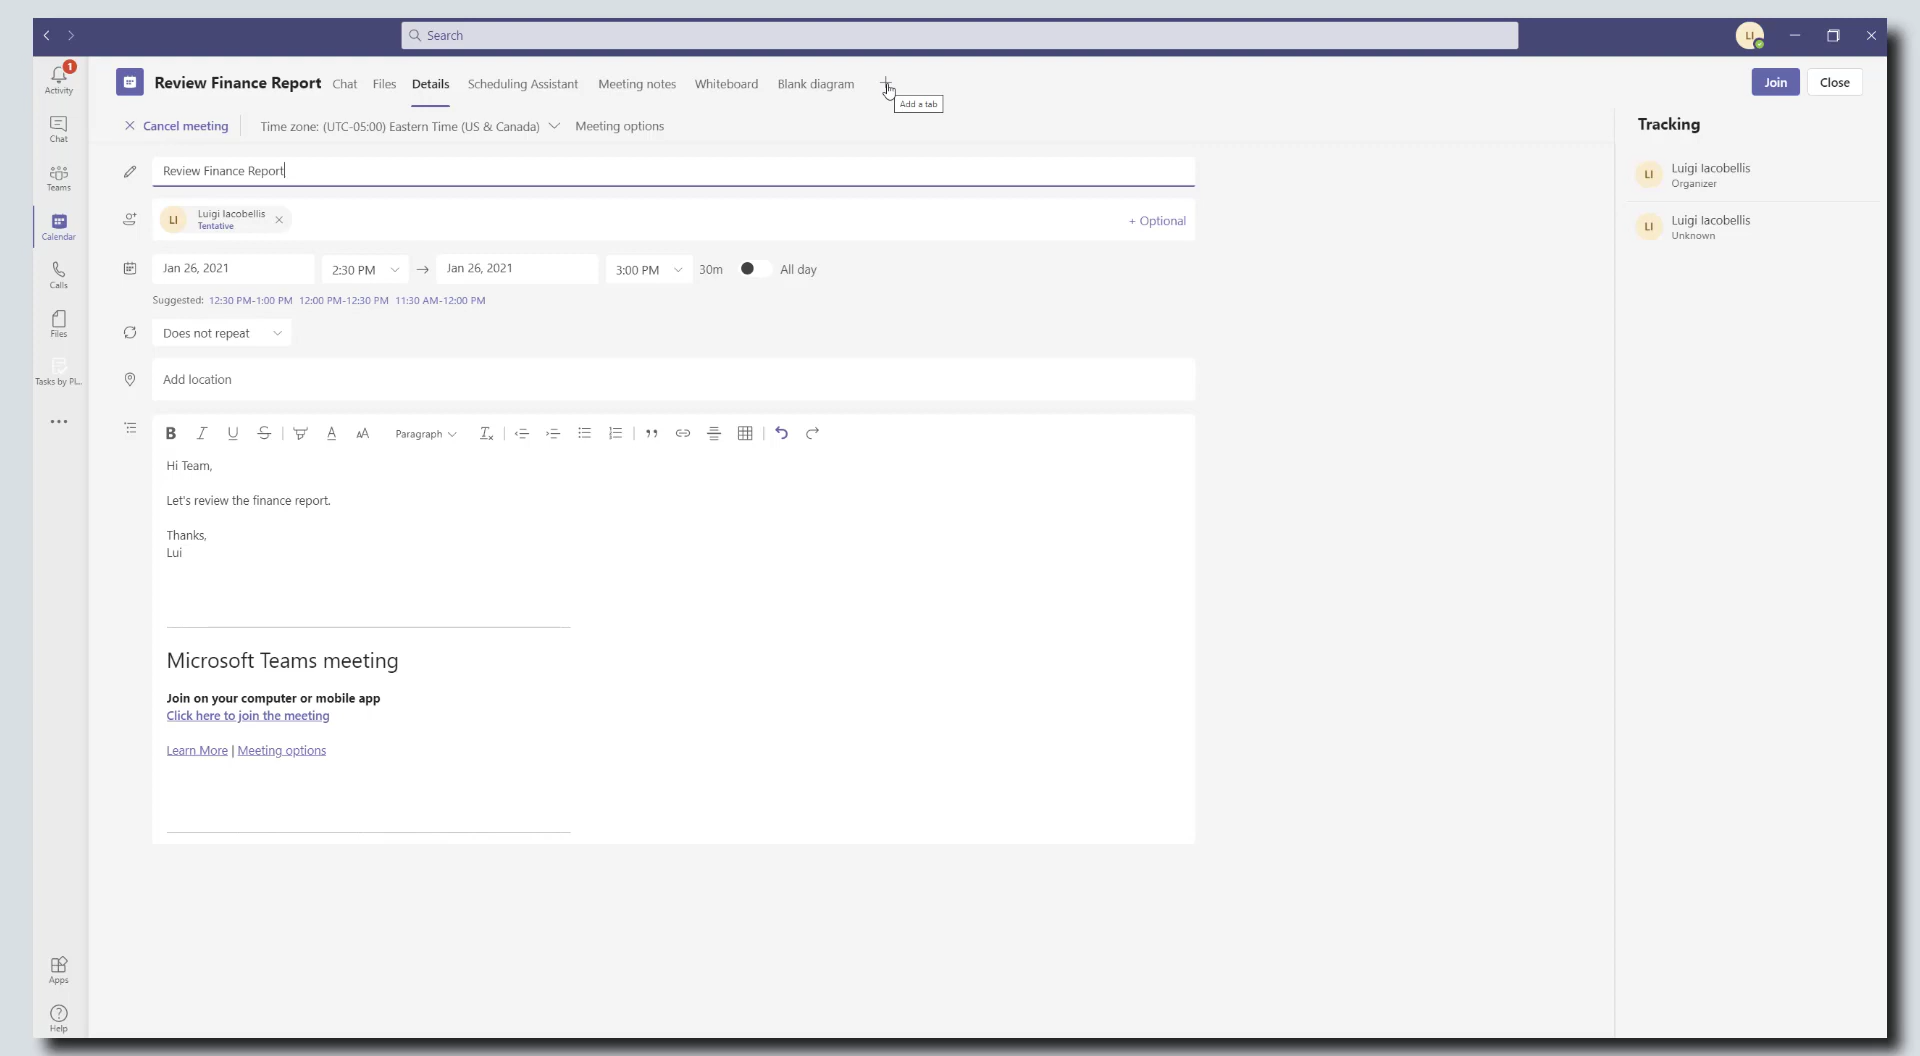 Search
LI
1
Activity
Chat
Teams
Calendar
Calls
Files
Tasks by Pl...
Apps
Help
Review Finance Report Chat Files Details Scheduling Assistant Meeting notes Whiteboard Blank diagram
Add a tab
Join Close
Cancel meeting Time zone: (UTC-05:00) Eastern Time (US & Canada) Meeting options
Review Finance Report
LI Luigi Iacobellis
Tentative
+ Optional
Jan 26, 2021 2:30 PM → Jan 26, 2021 3:00 PM 30m All day
Suggested: 12:30 PM-1:00 PM 12:00 PM-12:30 PM 11:30 AM-12:00 PM
Does not repeat
Add location
B I U S A AA Paragraph
Hi Team,
Let's review the finance report.
Thanks,
Lui
Microsoft Teams meeting
Join on your computer or mobile app
Click here to join the meeting
Learn More | Meeting options
Tracking
LI Luigi Iacobellis
Organizer
LI Luigi Iacobellis
Unknown